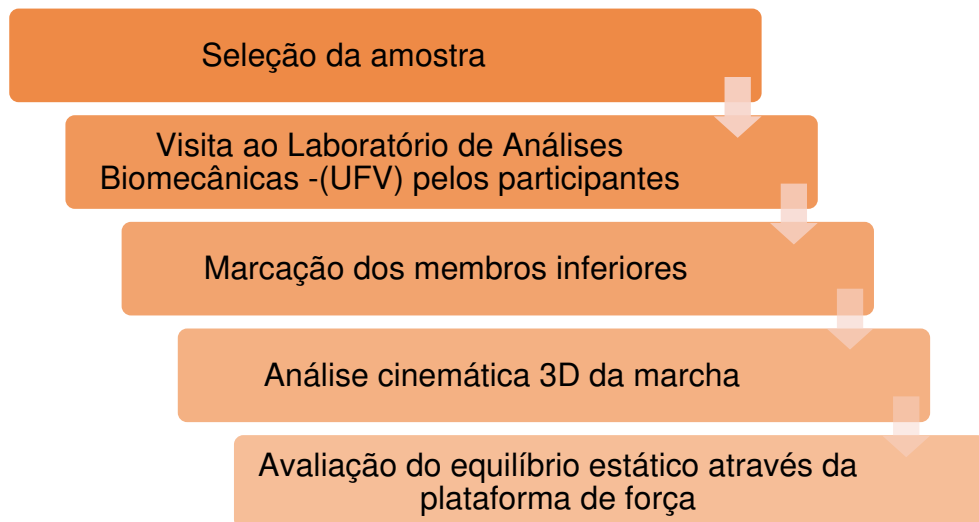 Seleção da amostra
Visita ao Laboratório de Análises
Biomecânicas -(UFV) pelos participantes
Marcação dos membros inferiores
Análise cinemática 3D da marcha
Avaliação do equilíbrio estático através da
plataforma de força